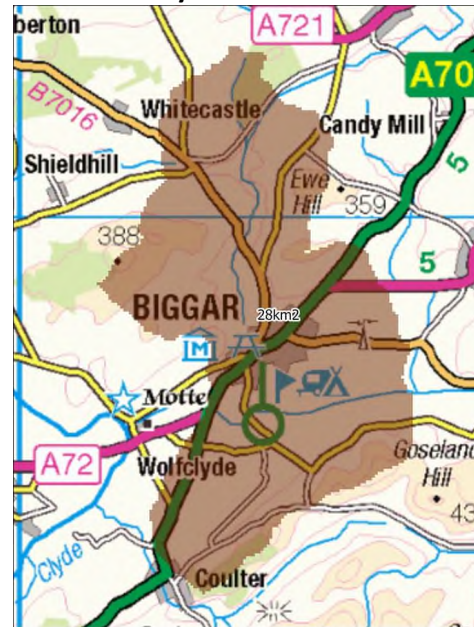 berton
A721
A70
B7016
Whitecastle
Candy Mill
5
Shieldhill
Ewe
Hill
359
388
5
BIGGAR
28km2
M
Motte
A72
Wolfclyde
Goseland
Hill
43
Clyde
Coulter